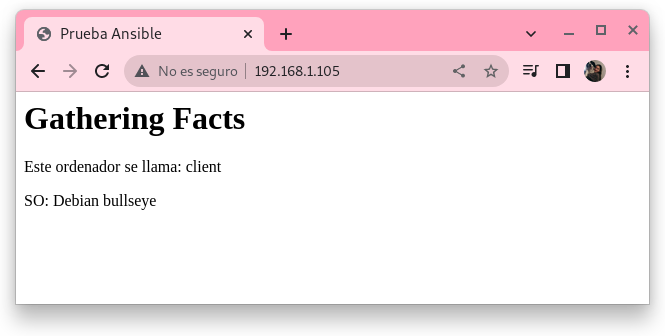 Prueba Ansible
No es seguro 192.168.1.105
Gathering Facts
Este ordenador se llama: client
SO: Debian bullseye